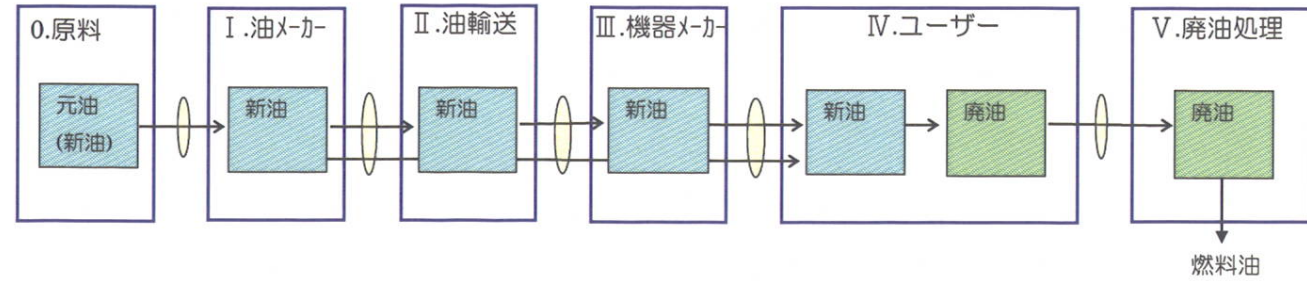 0.原料
元油
(新油)
Ⅰ.油ﾒｰｶｰ
新油
Ⅱ.油輸送
新油
Ⅲ.機器ﾒｰｶｰ
新油
Ⅳ.ユーザー
新油
廃油
Ⅴ.廃油処理
廃油
燃料油